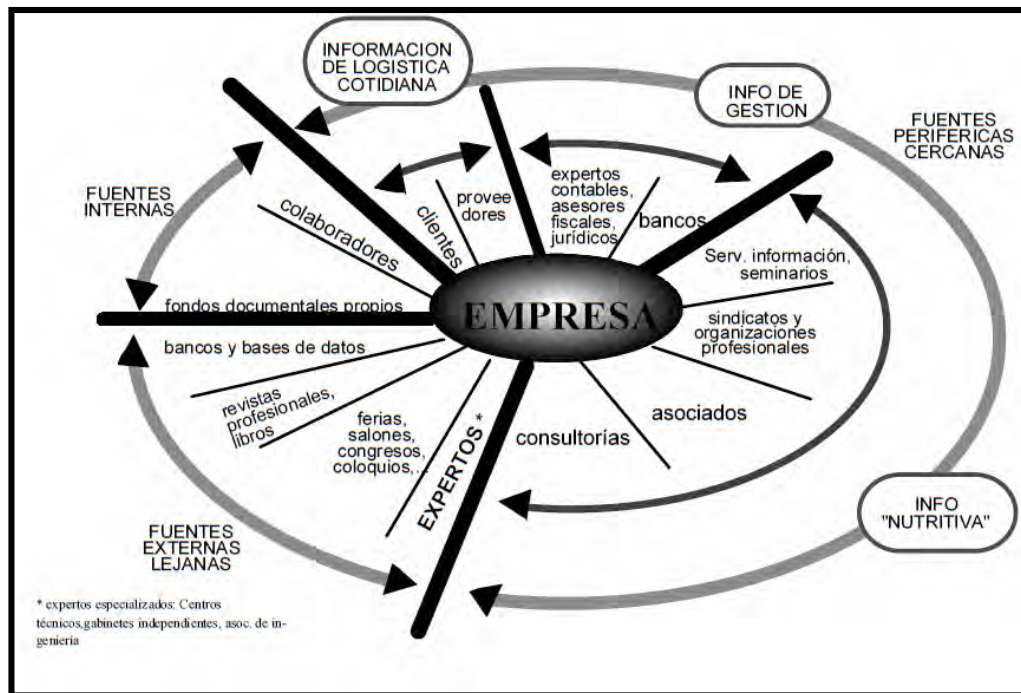 INFORMACION
DE LOGISTICA
COTIDIANA
INFO DE
GESTION
FUENTES
PERIFERICAS
CERCANAS
FUENTES
INTERNAS
colaboradores
clientes
provee
dores
expertos
contables,
asesores
fiscales,
jurídicos
bancos
Serv. información,
seminarios
fondos documentales propios
EMPRESA
sindicatos y
organizaciones
profesionales
bancos y bases de datos
revistas
profesionales,
libros
ferias,
salones,
congresos,
coloquios,...
EXPERTOS *
consultorías
asociados
INFO
"NUTRITIVA"
FUENTES
EXTERNAS
LEJANAS
* expertos especializados: Centros
técnicos,gabinetes independientes, asoc. de in-
geniería